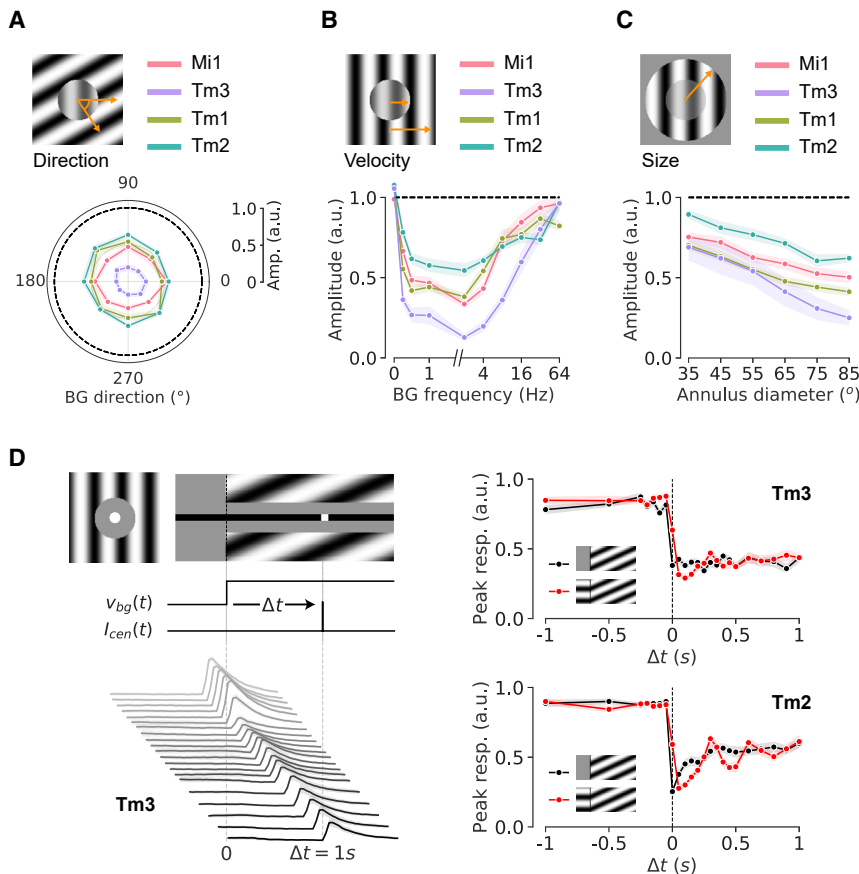 A
Mi1
Tm3
Tm1
Tm2
Direction
90
180
0
270
BG direction (°)
1.0
0.5
0
Amp. (a.u.)
B
Mi1
Tm3
Tm1
Tm2
Velocity
Amplitude (a.u.)
1.0
0.5
0.0
0 1 4 16 64
BG frequency (Hz)
C
Mi1
Tm3
Tm1
Tm2
Size
Amplitude (a.u.)
1.0
0.5
0.0
35 45 55 65 75 85
Annulus diameter (°)
D
v_bg(t)
Δt
I_cen(t)
Tm3
0
Δt = 1s
Tm3
Peak resp. (a.u.)
1.0
0.5
0.0
-1 -0.5 0 0.5 1
Δt (s)
Tm2
Peak resp. (a.u.)
1.0
0.5
0.0
-1 -0.5 0 0.5 1
Δt (s)